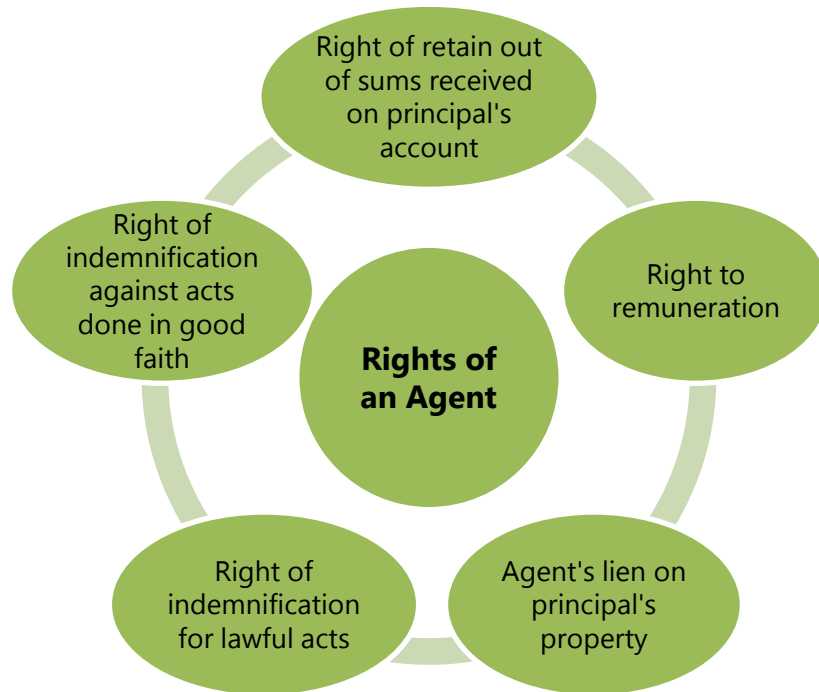 Right of retain out
of sums received
on principal's
account
Right of
indemnification
against acts
done in good
faith
Right to
remuneration
Rights of
an Agent
Right of
indemnification
for lawful acts
Agent's lien on
principal's
property